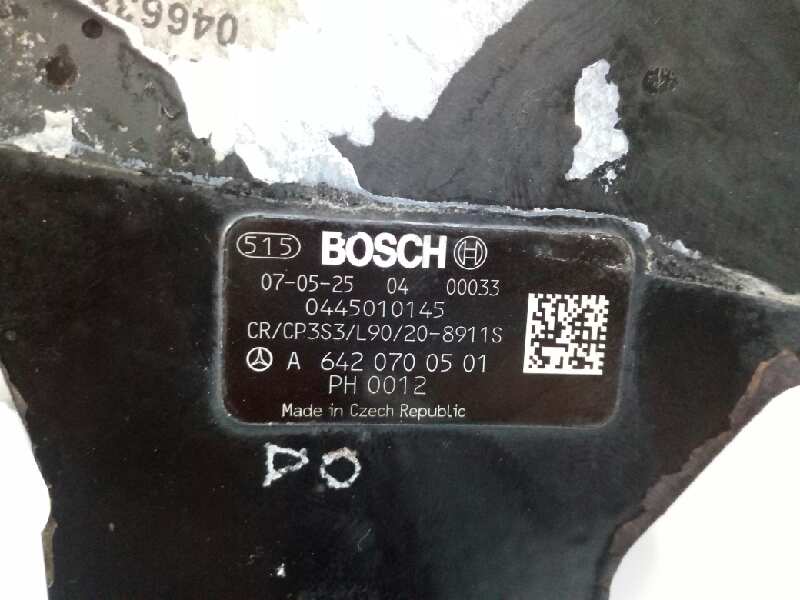 515 BOSCH
07-05-25 04 00033
0445010145
CR/CP3S3/L90/20-8911S
A 642 070 05 01
PH 0012
Made in Czech Republic